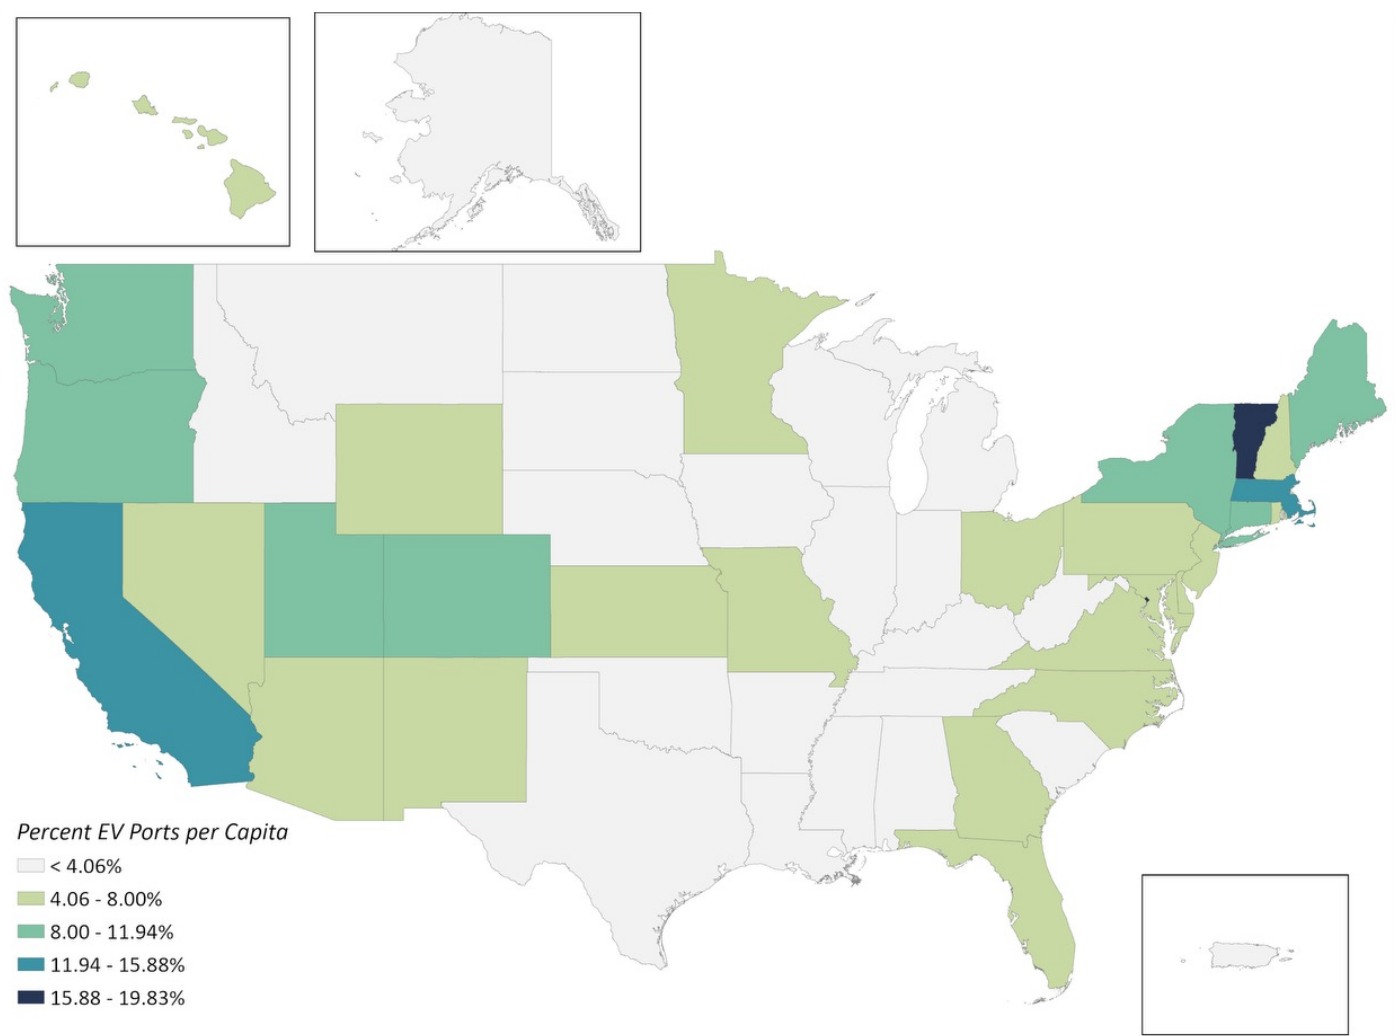 Percent EV Ports per Capita
< 4.06%
4.06 - 8.00%
8.00 - 11.94%
11.94 - 15.88%
15.88 - 19.83%